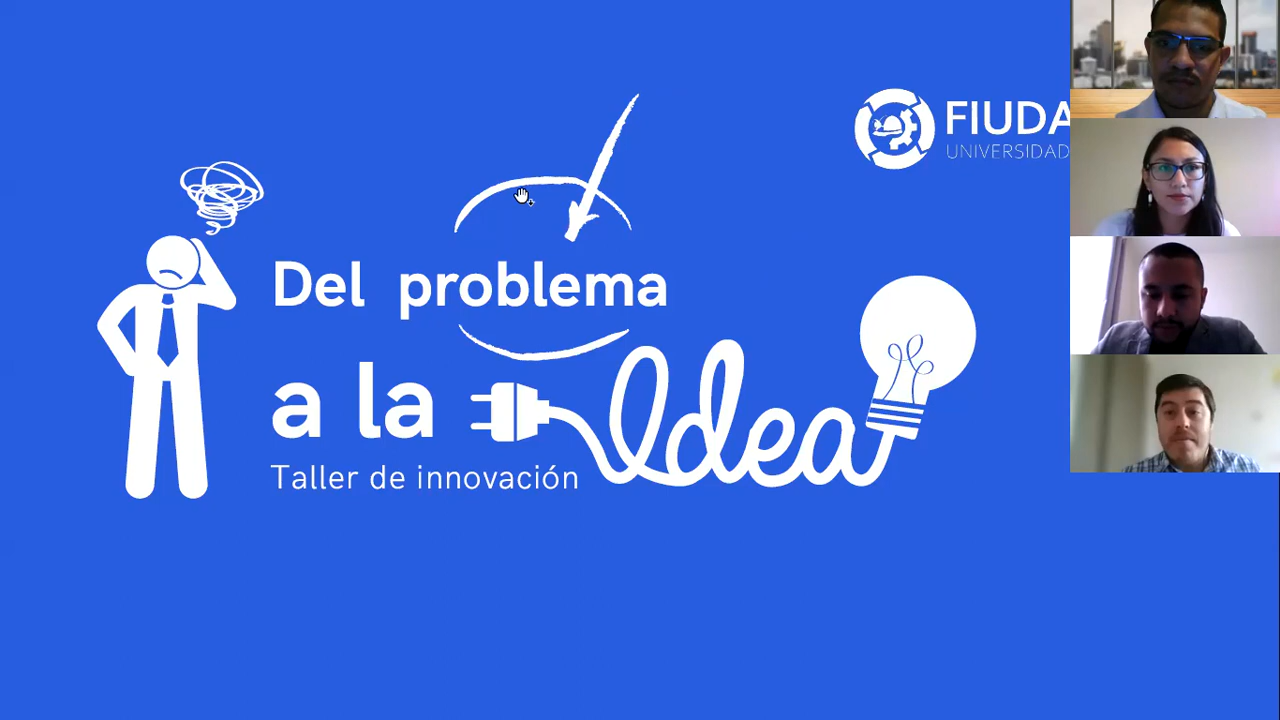 FIUDA
UNIVERSIDAD
Del problema
a la Idea
Taller de innovación